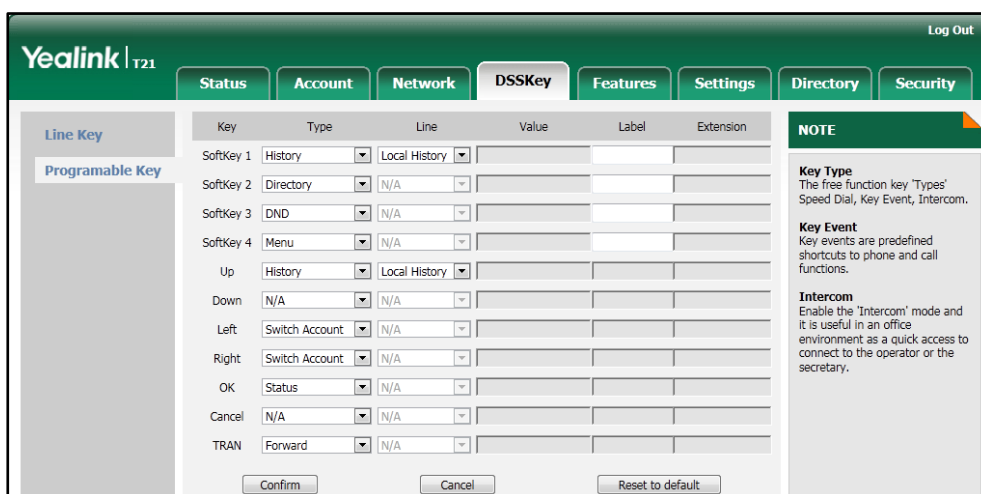 Log Out
Yealink | T21
Status Account Network DSSKey Features Settings Directory Security
Line Key
Programable Key
Key Type Line Value Label Extension
SoftKey 1 History Local History
SoftKey 2 Directory N/A
SoftKey 3 DND N/A
SoftKey 4 Menu N/A
Up History Local History
Down N/A N/A
Left Switch Account N/A
Right Switch Account N/A
OK Status N/A
Cancel N/A N/A
TRAN Forward N/A
Confirm Cancel Reset to default
NOTE
Key Type
The free function key 'Types'
Speed Dial, Key Event, Intercom.
Key Event
Key events are predefined
shortcuts to phone and call
functions.
Intercom
Enable the 'Intercom' mode and
it is useful in an office
environment as a quick access to
connect to the operator or the
secretary.